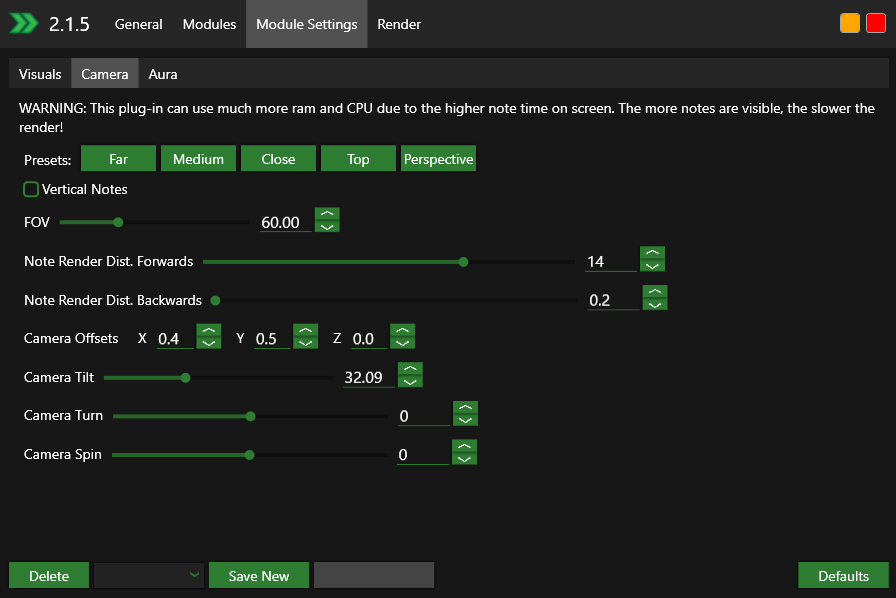 2.1.5 General Modules Module Settings Render
Visuals Camera Aura
WARNING: This plug-in can use much more ram and CPU due to the higher note time on screen. The more notes are visible, the slower the
render!
Presets: Far Medium Close Top Perspective
Vertical Notes
FOV 60.00
Note Render Dist. Forwards 14
Note Render Dist. Backwards 0.2
Camera Offsets X 0.4 Y 0.5 Z 0.0
Camera Tilt 32.09
Camera Turn 0
Camera Spin 0
Delete Save New Defaults